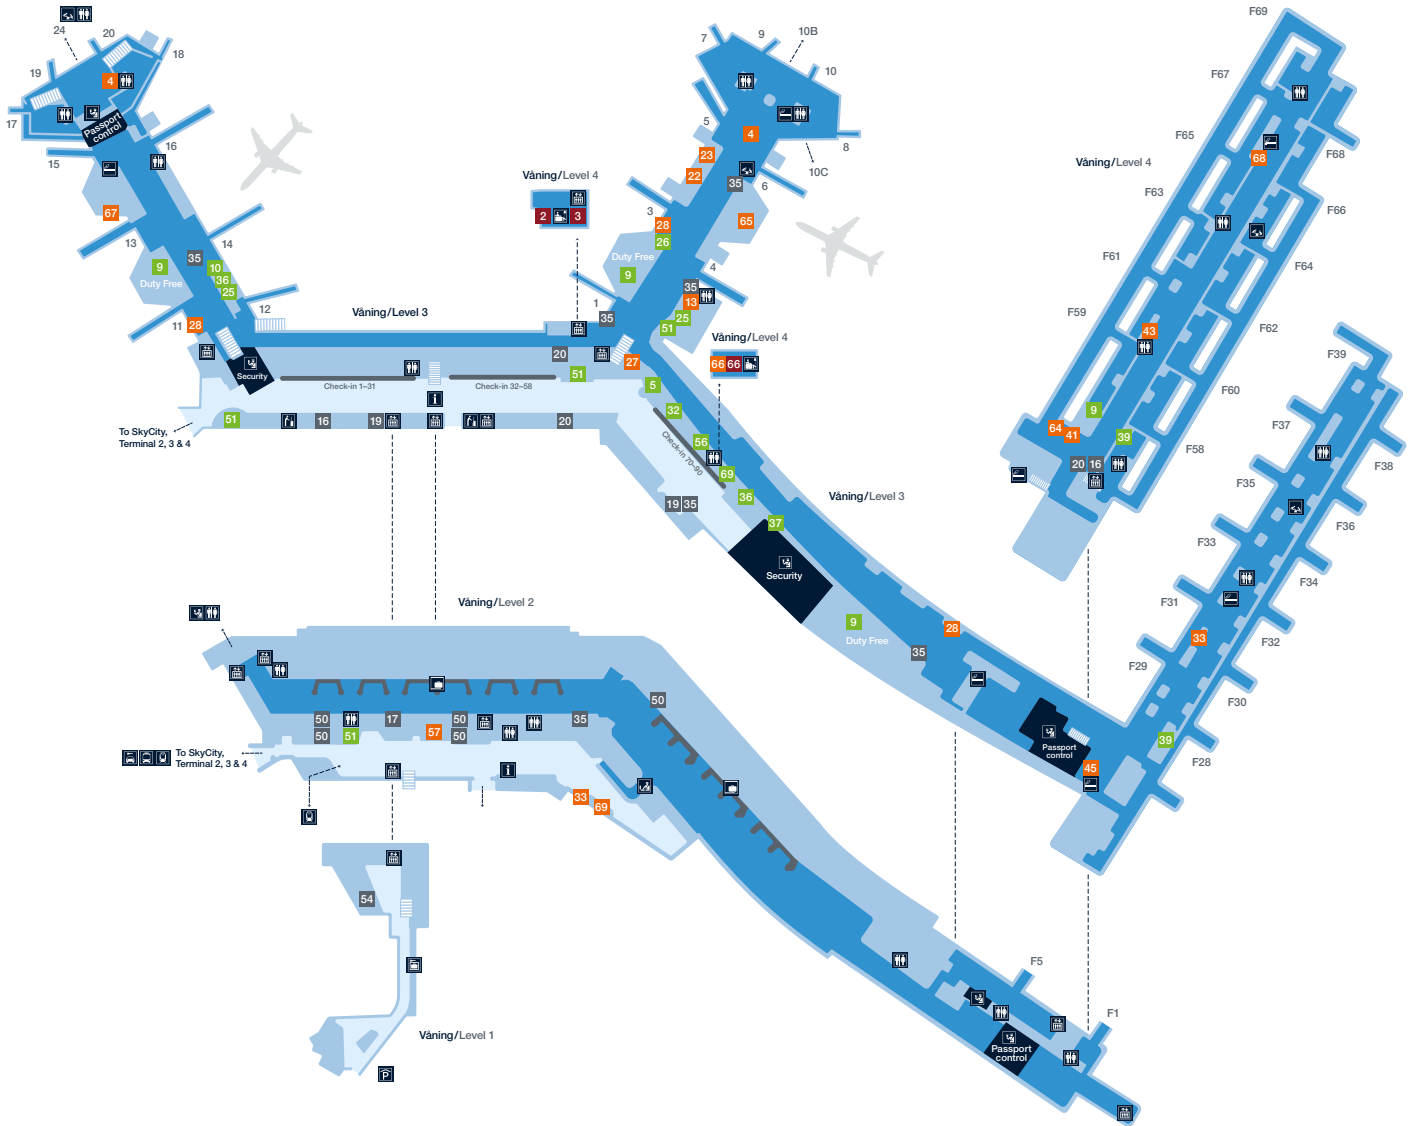 F69
24
20
7
9
10B
18
19
10
F67
4
17
Passport
control
5
4
F65
16
8
F68
15
23
68
Våning/Level 4
10C
22
35
6
F63
Våning/Level 4
67
2
3
3
28
65
F66
13
14
26
35
Duty Free
F61
4
9
10
9
F64
Duty Free
36
35
25
13
12
1
F59
Våning/Level 3
35
25
11
28
51
43
F62
Våning/Level 4
20
27
66
66
F39
Security
Check-in 1–31
Check-in 32–58
51
5
F60
32
9
F37
51
16
19
20
64
41
39
To SkyCity,
Terminal 2, 3 & 4
56
Check-in 70–90
F58
F38
20
16
69
F35
Våning/Level 3
36
19
35
37
F36
F33
Security
F34
Våning/Level 2
F31
9
28
33
F32
Duty Free
35
F29
50
F30
50
17
50
35
57
50
51
50
39
To SkyCity,
Terminal 2, 3 & 4
Passport
control
F28
45
33
69
54
F5
F1
Våning/Level 1
Passport
control
P